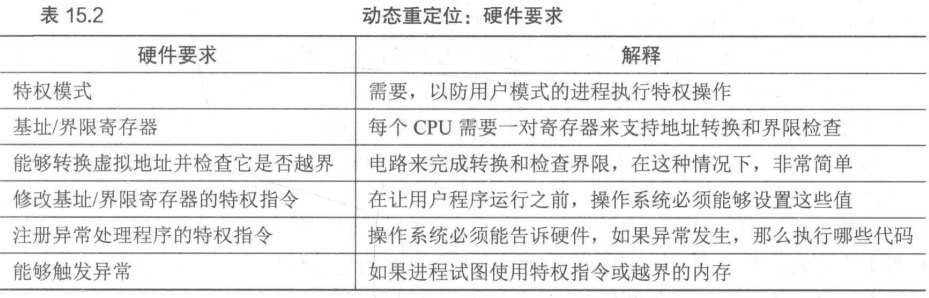 表 15.2 动态重定位：硬件要求
硬件要求 解释
特权模式 需要，以防用户模式的进程执行特权操作
基址/界限寄存器 每个 CPU 需要一对寄存器来支持地址转换和界限检查
能够转换虚拟地址并检查它是否越界 电路来完成转换和检查界限，在这种情况下，非常简单
修改基址/界限寄存器的特权指令 在让用户程序运行之前，操作系统必须能够设置这些值
注册异常处理程序的特权指令 操作系统必须能告诉硬件，如果异常发生，那么执行哪些代码
能够触发异常 如果进程试图使用特权指令或越界的内存